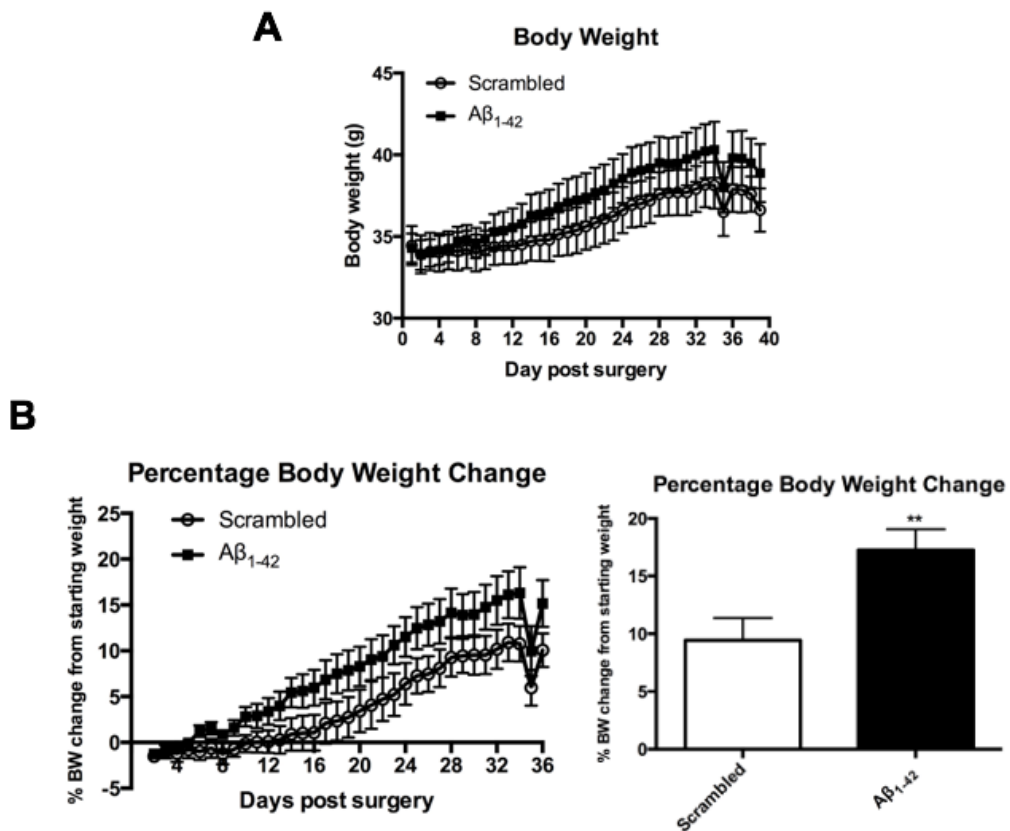 A
Body Weight
45
40
35
30
Body weight (g)
Scrambled
Aβ1-42
0 4 8 12 16 20 24 28 32 36 40
Day post surgery
B
Percentage Body Weight Change
25
20
15
10
5
0
-5
% BW change from starting weight
Scrambled
Aβ1-42
4 8 12 16 20 24 28 32 36
Days post surgery
Percentage Body Weight Change
20
15
10
5
0
% BW change from starting weight
**
Scrambled
Aβ1-42